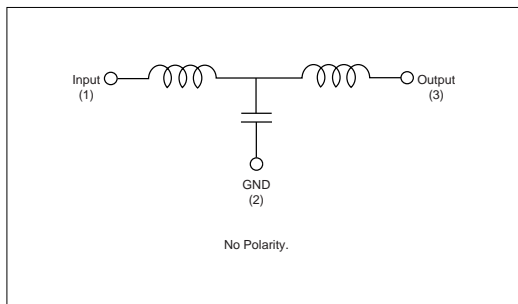 Input
(1)
Output
(3)
GND
(2)
No Polarity.